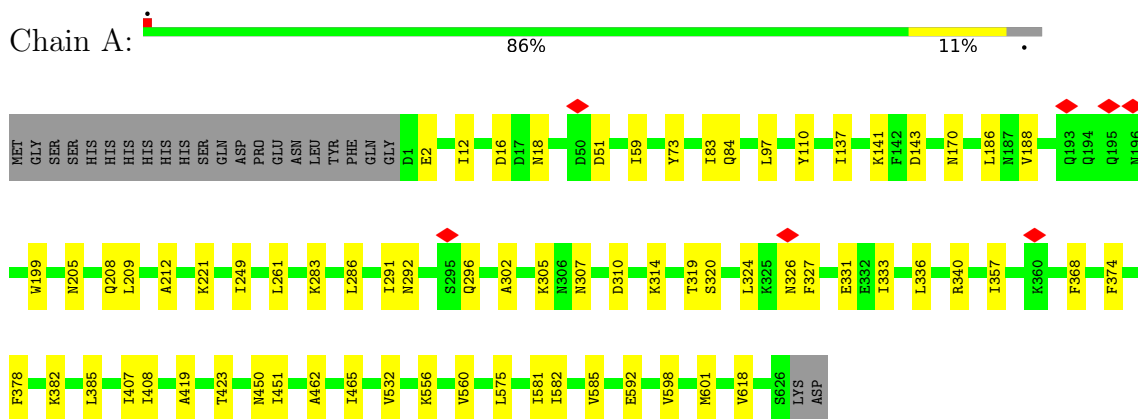 Chain A:
86%
11%
MET GLY SER SER HIS HIS HIS HIS HIS HIS SER GLN ASP PRO GLU ASN LEU TYR PHE GLN GLY D1 E2 I12 D16 D17 N18 D50 D51 I59 Y73 I83 Q84 L97 Y110 I137 K141 F142 D143 N170 L186 N187 V188 Q193 Q194 Q195 N196
W199 N205 Q208 L209 A212 K221 I249 L261 K283 L286 I291 N292 S295 Q296 A302 K305 N306 N307 D310 K314 T319 S320 L324 K325 N326 F327 E331 E332 I333 L336 R340 I357 K360 F368 F374
F378 K382 L385 I407 I408 A419 T423 N450 I451 A462 I465 V532 K556 V560 L575 I581 I582 V585 E592 V598 M601 V618 S626 LYS ASP